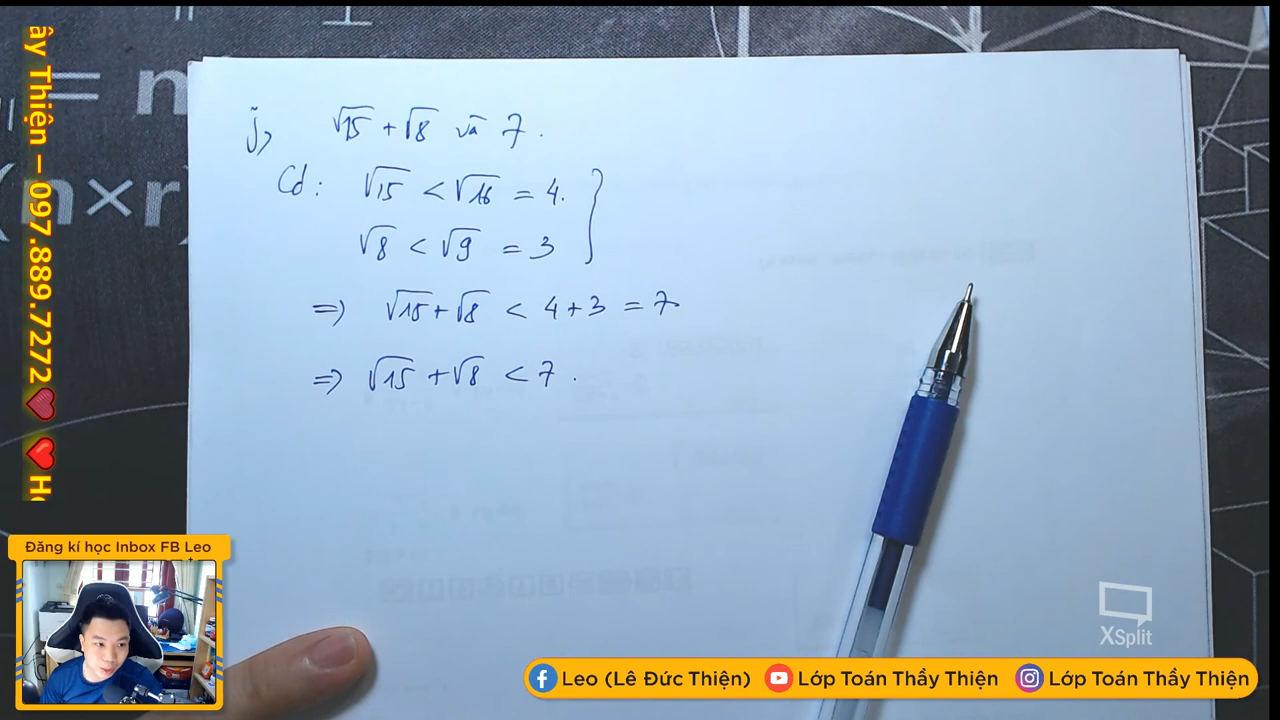 j, √15 + √8 và 7.
Cd: √15 < √16 = 4.
√8 < √9 = 3
=> √15 + √8 < 4 + 3 = 7
=> √15 + √8 < 7.
ầy Thiện – 097.889.7272❤ ❤
= n
(n×r)
Đăng kí học Inbox FB Leo
XSplit
Leo (Lê Đức Thiện) Lớp Toán Thầy Thiện Lớp Toán Thầy Thiện